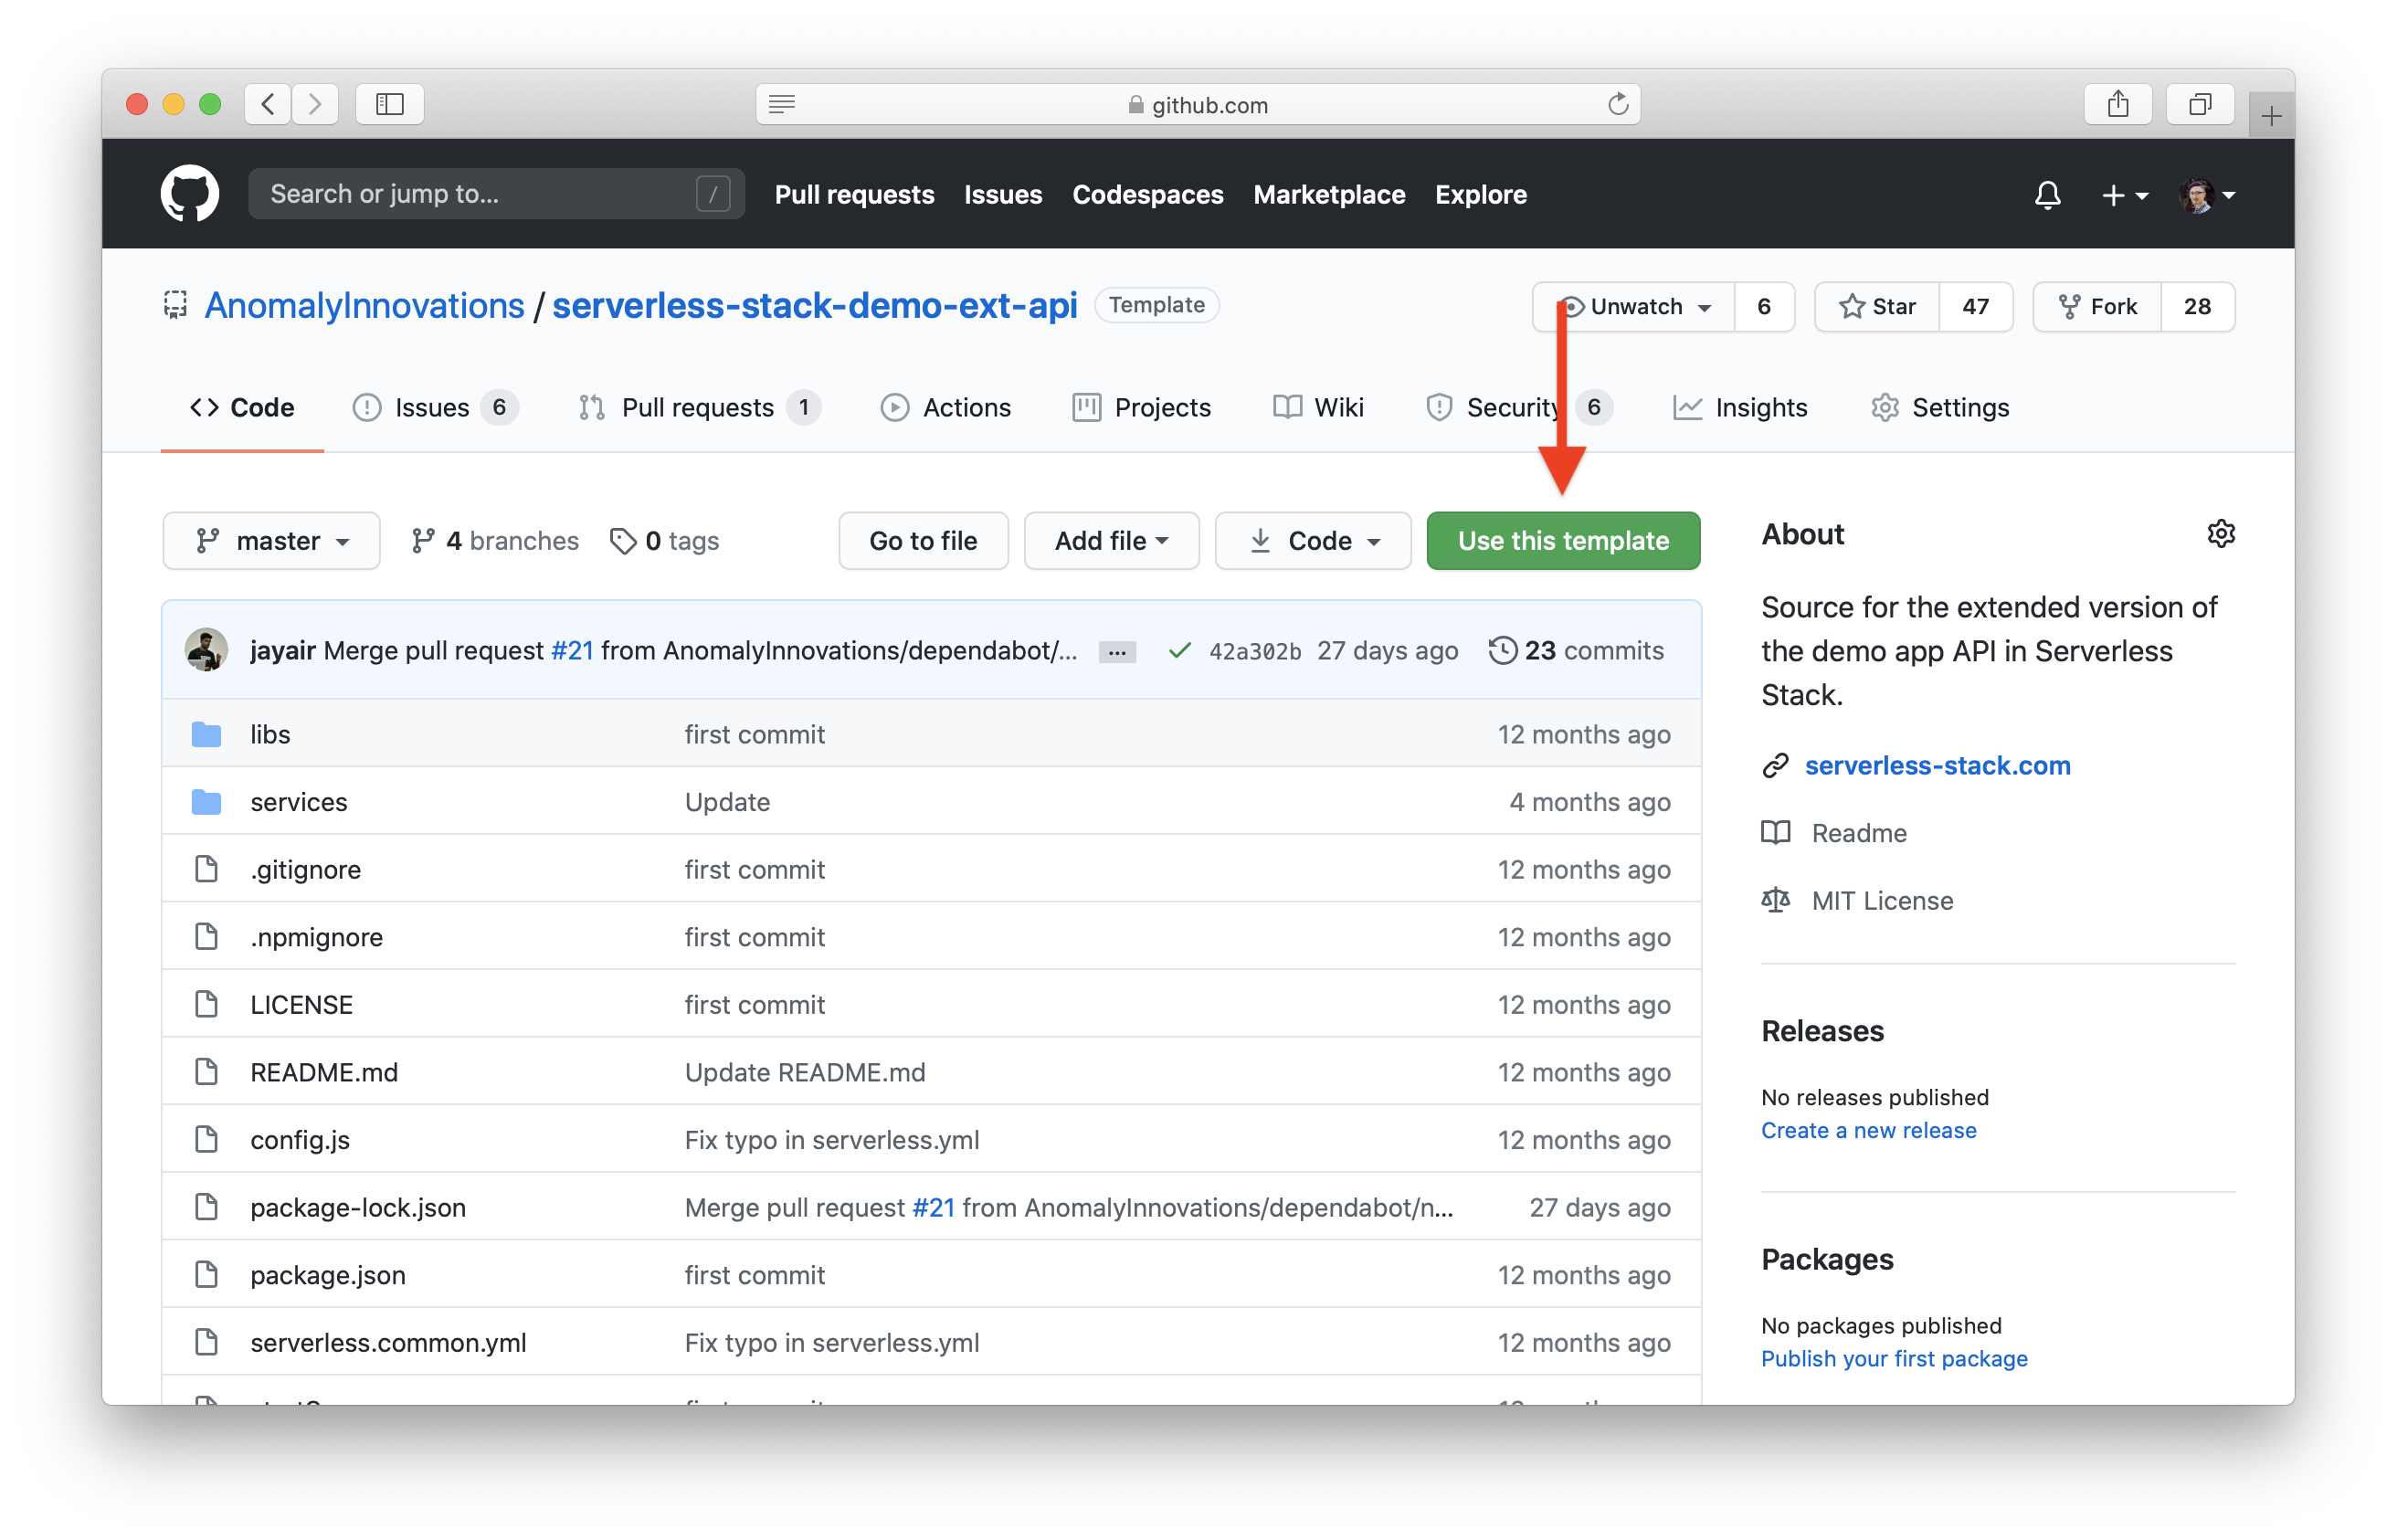 github.com
Search or jump to... / Pull requests Issues Codespaces Marketplace Explore
AnomalyInnovations / serverless-stack-demo-ext-api Template Unwatch 6 Star 47 Fork 28
Code Issues 6 Pull requests 1 Actions Projects Wiki Security 6 Insights Settings
master 4 branches 0 tags Go to file Add file Code Use this template
jayair Merge pull request #21 from AnomalyInnovations/dependabot/... ... 42a302b 27 days ago 23 commits
libs first commit 12 months ago
services Update 4 months ago
.gitignore first commit 12 months ago
.npmignore first commit 12 months ago
LICENSE first commit 12 months ago
README.md Update README.md 12 months ago
config.js Fix typo in serverless.yml 12 months ago
package-lock.json Merge pull request #21 from AnomalyInnovations/dependabot/n... 27 days ago
package.json first commit 12 months ago
serverless.common.yml Fix typo in serverless.yml 12 months ago
About
Source for the extended version of
the demo app API in Serverless
Stack.
serverless-stack.com
Readme
MIT License
Releases
No releases published
Create a new release
Packages
No packages published
Publish your first package